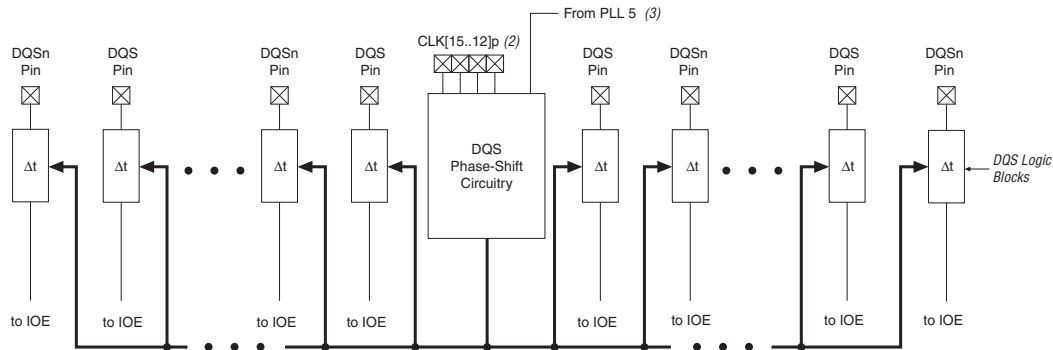 From PLL 5 (3)
CLK[15..12]p (2)
DQSn
Pin
DQS
Pin
DQSn
Pin
DQS
Pin
DQS
Pin
DQSn
Pin
DQS
Pin
DQSn
Pin
Δt
Δt
Δt
Δt
DQS
Phase-Shift
Circuitry
Δt
Δt
Δt
Δt
DQS Logic
Blocks
to IOE
to IOE
to IOE
to IOE
to IOE
to IOE
to IOE
to IOE